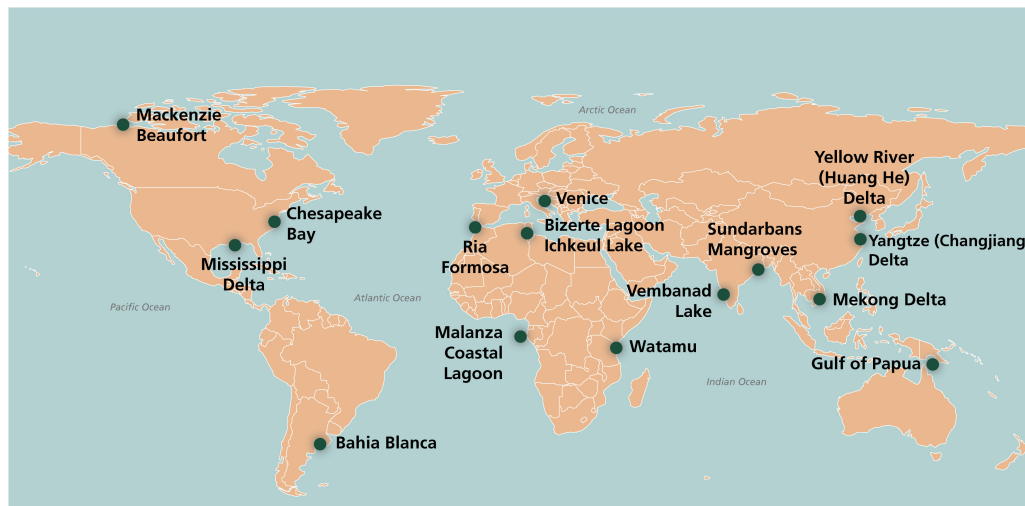 Arctic Ocean
Mackenzie
Beaufort
Yellow River
(Huang He)
Delta
Venice
Chesapeake
Bay
Bizerte Lagoon
Ichkeul Lake
Sundarbans
Mangroves
Ria
Formosa
Yangtze (Changjiang
Delta
Mississippi
Delta
Vembanad
Lake
Mekong Delta
Pacific Ocean
Atlantic Ocean
Malanza
Coastal
Lagoon
Watamu
Gulf of Papua
Indian Ocean
Bahia Blanca